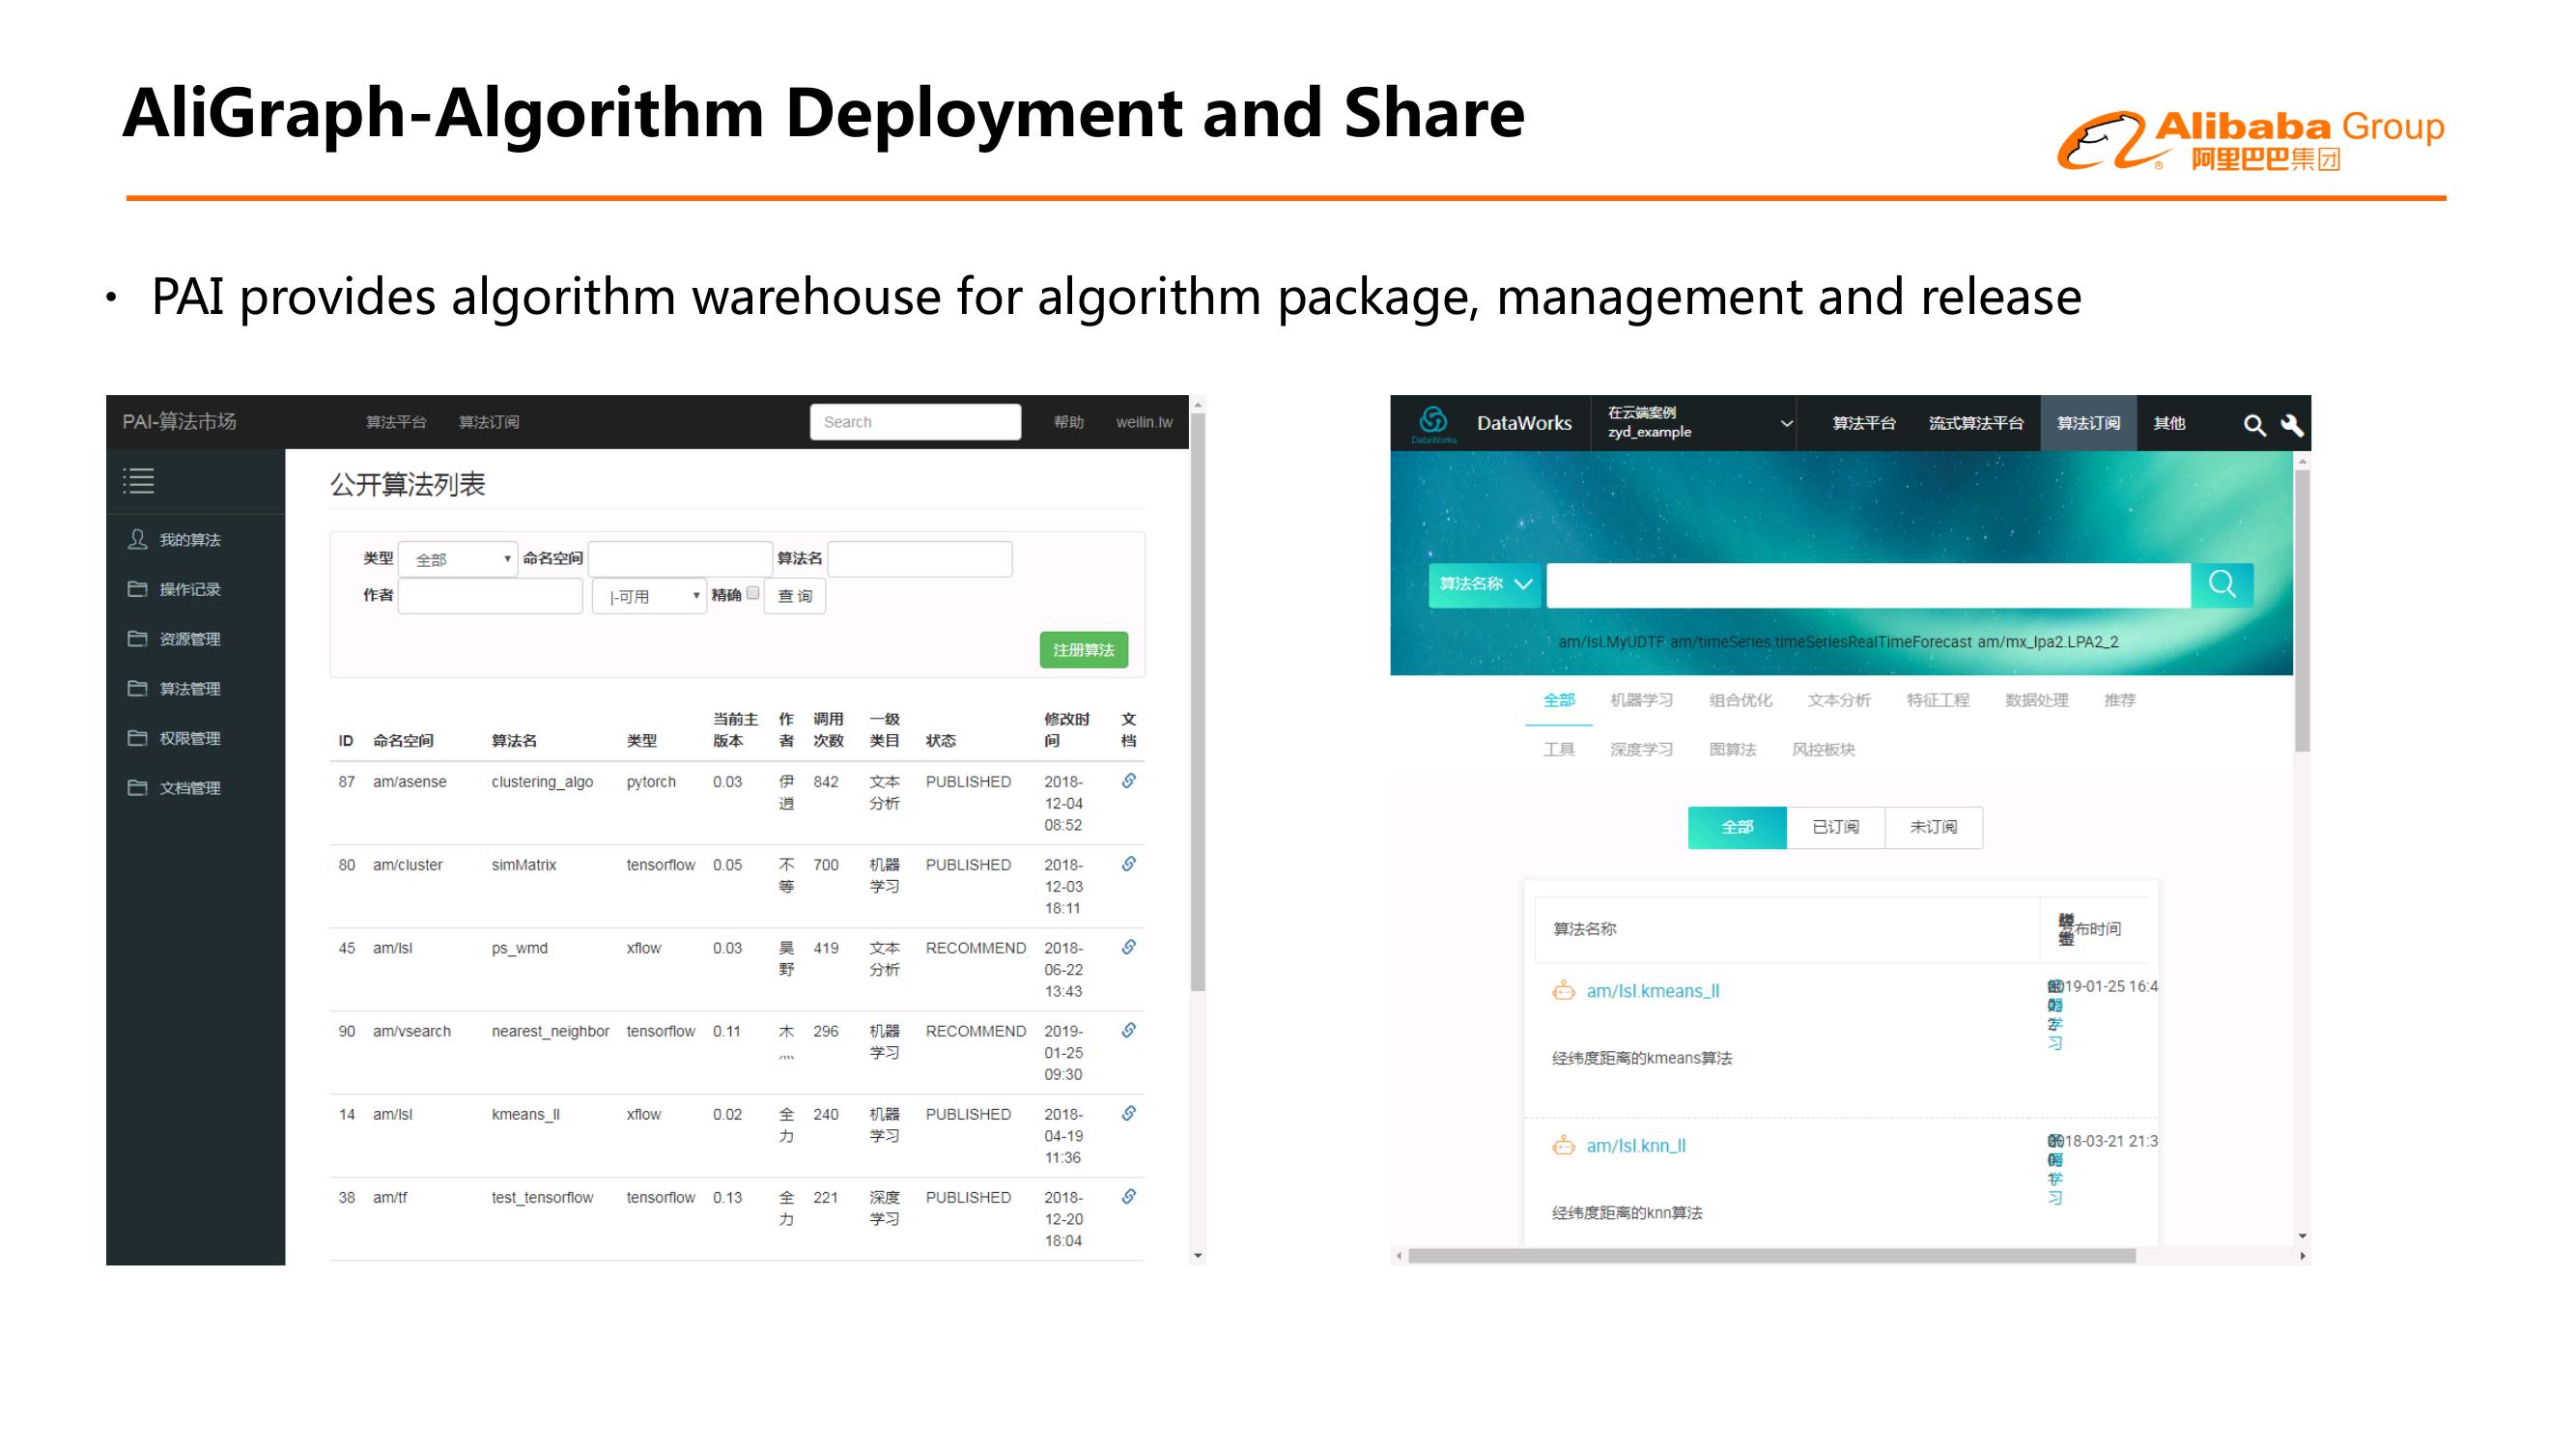 AliGraph-Algorithm Deployment and Share
Alibaba Group
阿里巴巴集团
• PAI provides algorithm warehouse for algorithm package, management and release
PAI-算法市场 算法平台 算法订阅 Search 帮助 weilin.lw
我的算法
操作记录
资源管理
算法管理
权限管理
文档管理
公开算法列表
类型 全部 命名空间 算法名
作者 |-可用 精确 查 询
注册算法
ID 命名空间 算法名 类型 当前主版本 作者 调用次数 一级类目 状态 修改时间 文档
87 am/asense clustering_algo pytorch 0.03 伊逍 842 文本分析 PUBLISHED 2018-12-04 08:52
80 am/cluster simMatrix tensorflow 0.05 不等 700 机器学习 PUBLISHED 2018-12-03 18:11
45 am/lsl ps_wmd xflow 0.03 昊野 419 文本分析 RECOMMEND 2018-06-22 13:43
90 am/vsearch nearest_neighbor tensorflow 0.11 木灬 296 机器学习 RECOMMEND 2019-01-25 09:30
14 am/lsl kmeans_ll xflow 0.02 全力 240 机器学习 PUBLISHED 2018-04-19 11:36
38 am/tf test_tensorflow tensorflow 0.13 全力 221 深度学习 PUBLISHED 2018-12-20 18:04
DataWorks
DataWorks 在云端案例 zyd_example 算法平台 流式算法平台 算法订阅 其他
算法名称
am/lsl.MyUDTF am/timeSeries.timeSeriesRealTimeForecast am/mx_lpa2.LPA2_2
全部 机器学习 组合优化 文本分析 特征工程 数据处理 推荐
工具 深度学习 图算法 风控板块
全部 已订阅 未订阅
算法名称 布时间
am/lsl.kmeans_ll 019-01-25 16:4
经纬度距离的kmeans算法
am/lsl.knn_ll 018-03-21 21:3
经纬度距离的knn算法